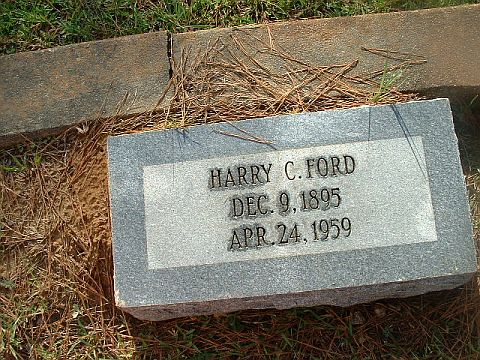 HARRY C. FORD
DEC. 9, 1895
APR. 24, 1959